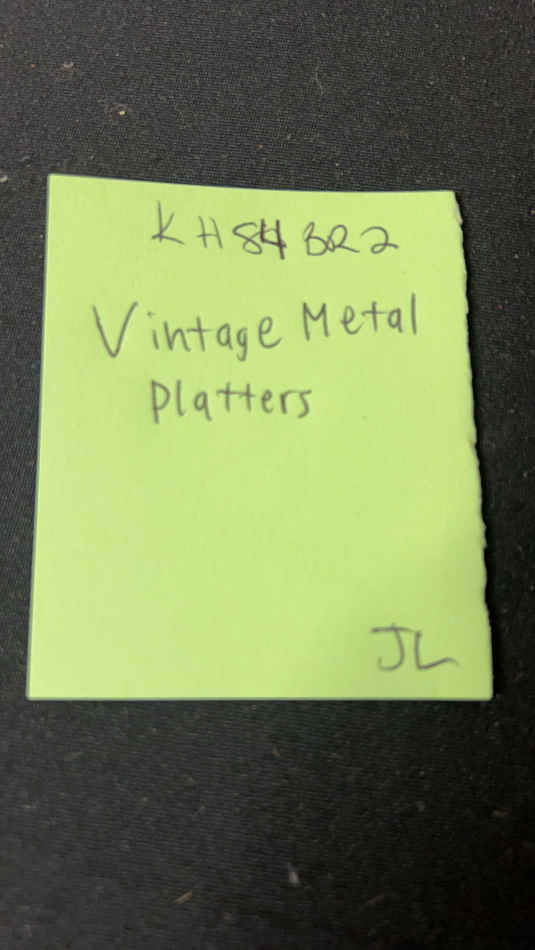 KH84BR2
Vintage Metal
Platters
JL